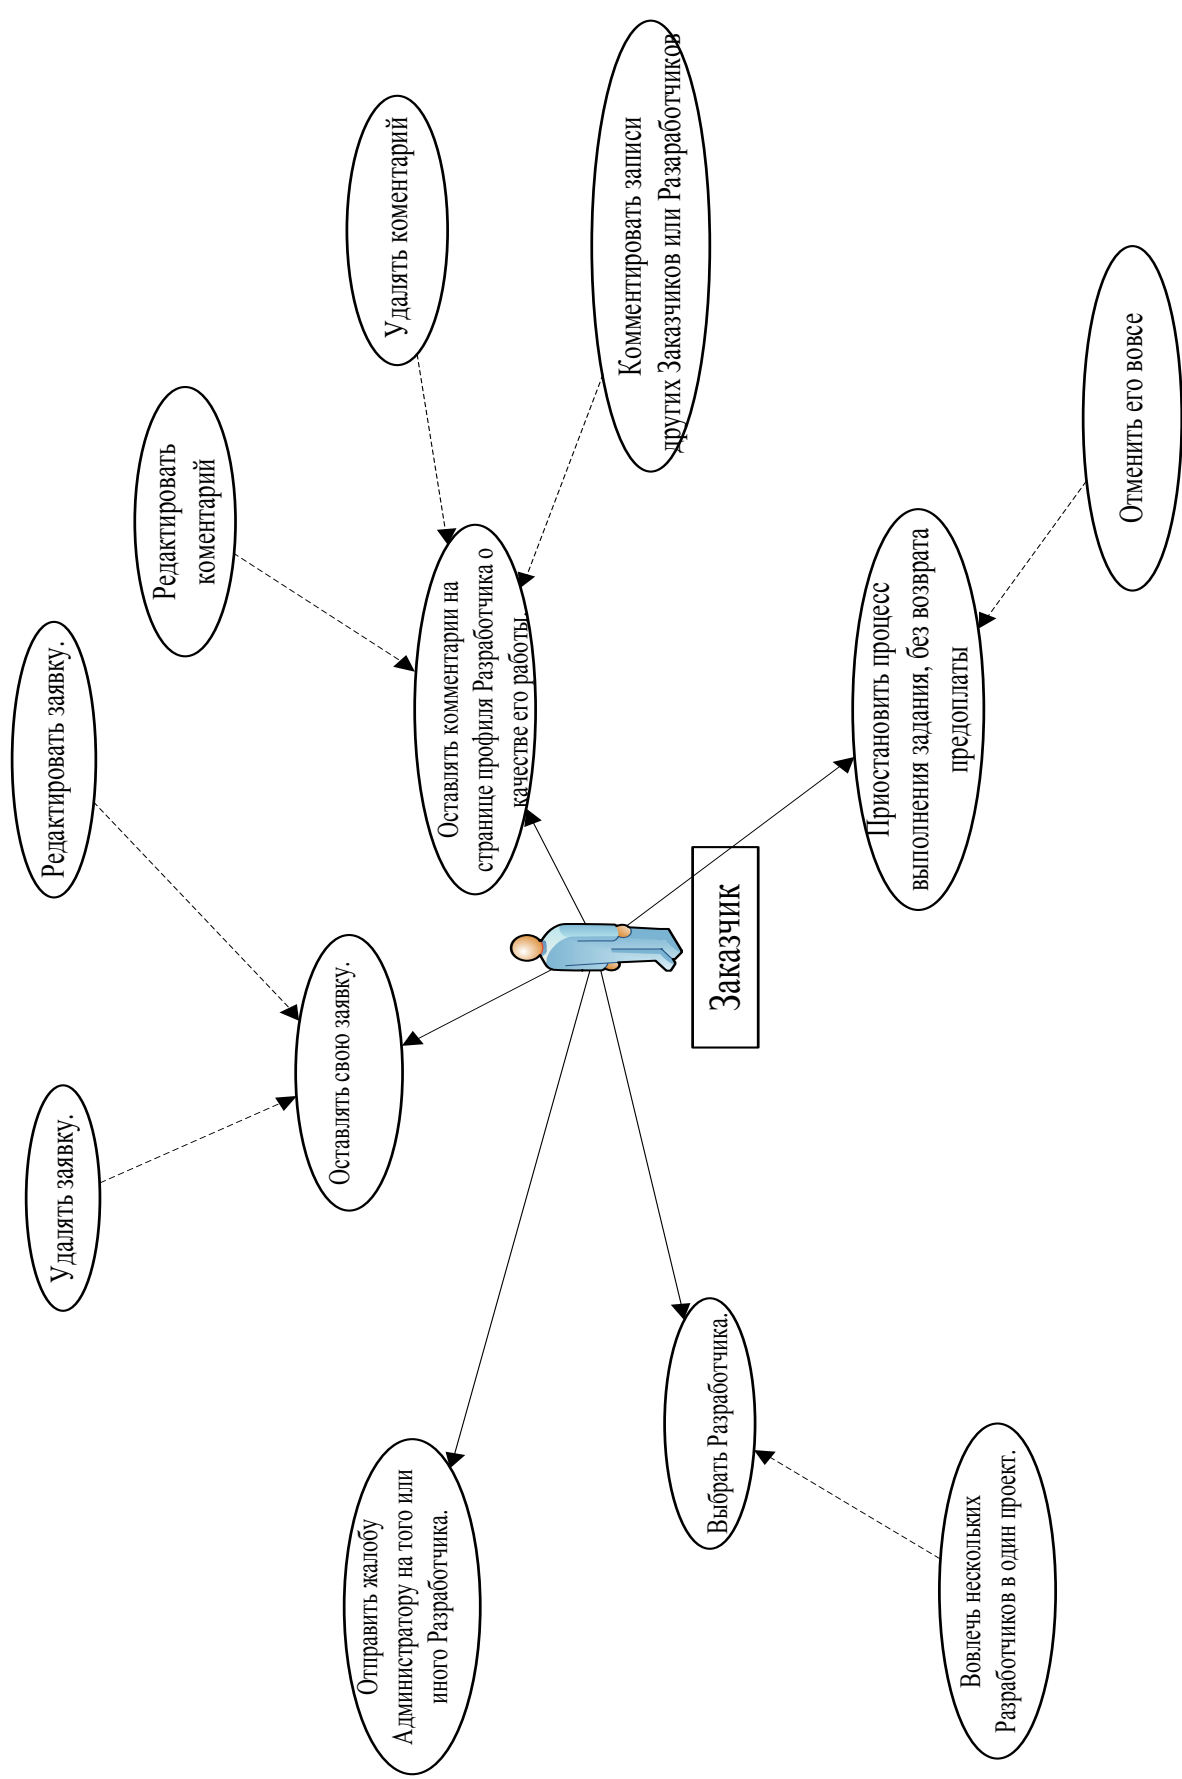 Удалять заявку.
Редактировать заявку.
Редактировать
коментарий
Оставлять свою заявку.
Отправить жалобу
Администратору на того или
иного Разработчика.
Удалять коментарий
Оставлять комментарии на
странице профиля Разработчика о
качестве его работы.
Комментировать записи
других Заказчиков или Разаработчиков
Выбрать Разработчика.
Заказчик
Приостановить процесс
выполнения задания, без возврата
предоплаты
Вовлечь нескольких
Разработчиков в один проект.
Отменить его вовсе